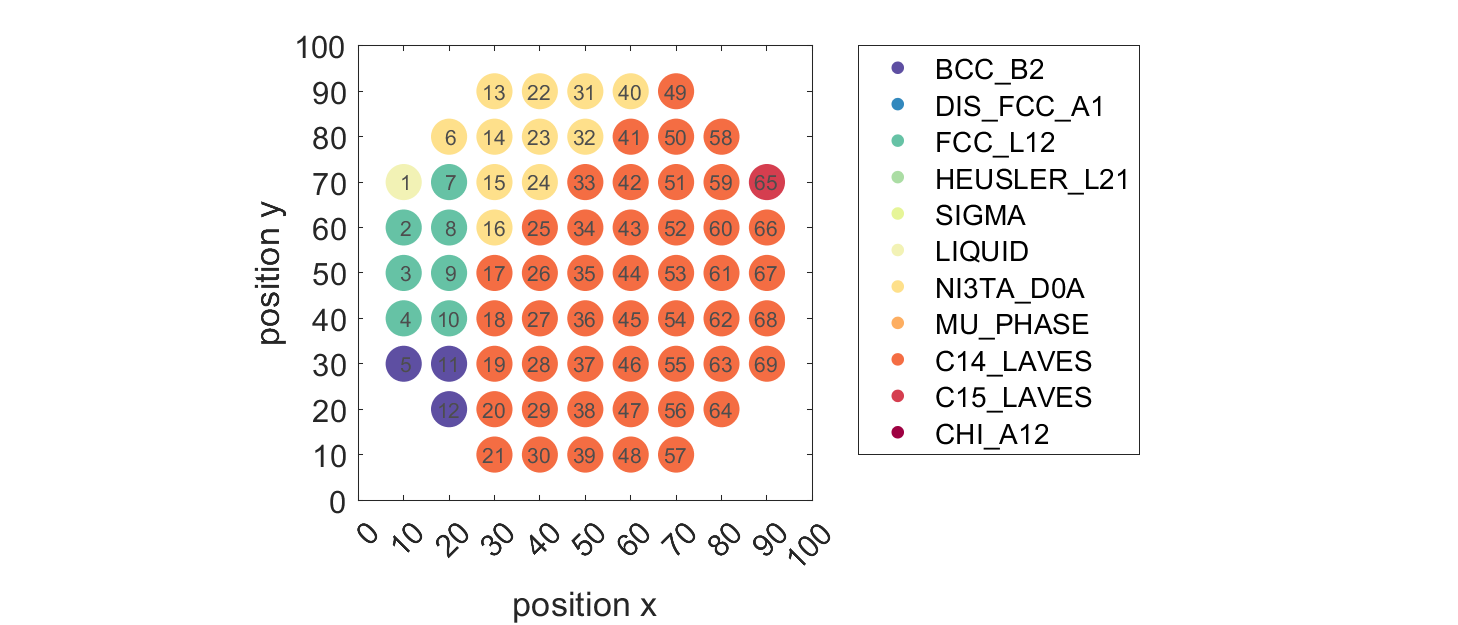 100
90
80
70
60
50
40
30
20
10
0
position y
13 22 31 40 49
6 14 23 32 41 50 58
1 7 15 24 33 42 51 59 65
2 8 16 25 34 43 52 60 66
3 9 17 26 35 44 53 61 67
4 10 18 27 36 45 54 62 68
5 11 19 28 37 46 55 63 69
12 20 29 38 47 56 64
21 30 39 48 57
0 10 20 30 40 50 60 70 80 90 100
position x
BCC_B2
DIS_FCC_A1
FCC_L12
HEUSLER_L21
SIGMA
LIQUID
NI3TA_D0A
MU_PHASE
C14_LAVES
C15_LAVES
CHI_A12